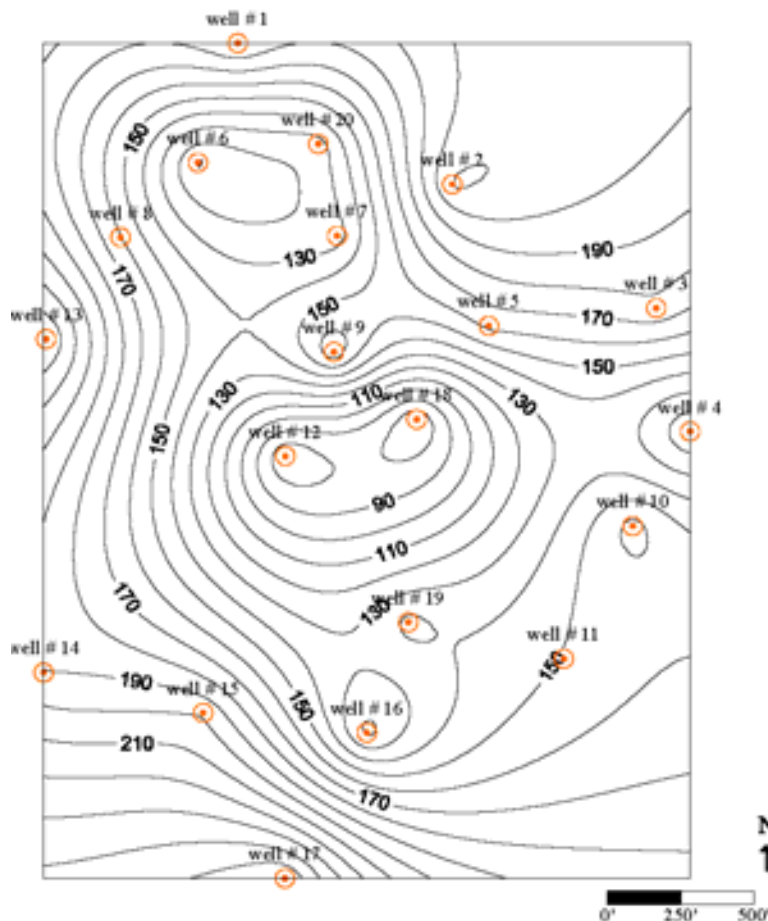 well # 1
150
well # 20
well # 6
well # 2
well # 8
well # 7
190
130
170
well # 3
150
well # 13
well # 5
170
well # 9
150
130
110
well # 18
130
well # 4
well # 12
150
90
well # 10
110
170
130
well # 19
well # 14
well # 11
150
190
well # 15
150
well # 16
210
170
N
well # 17
0'
250'
500'